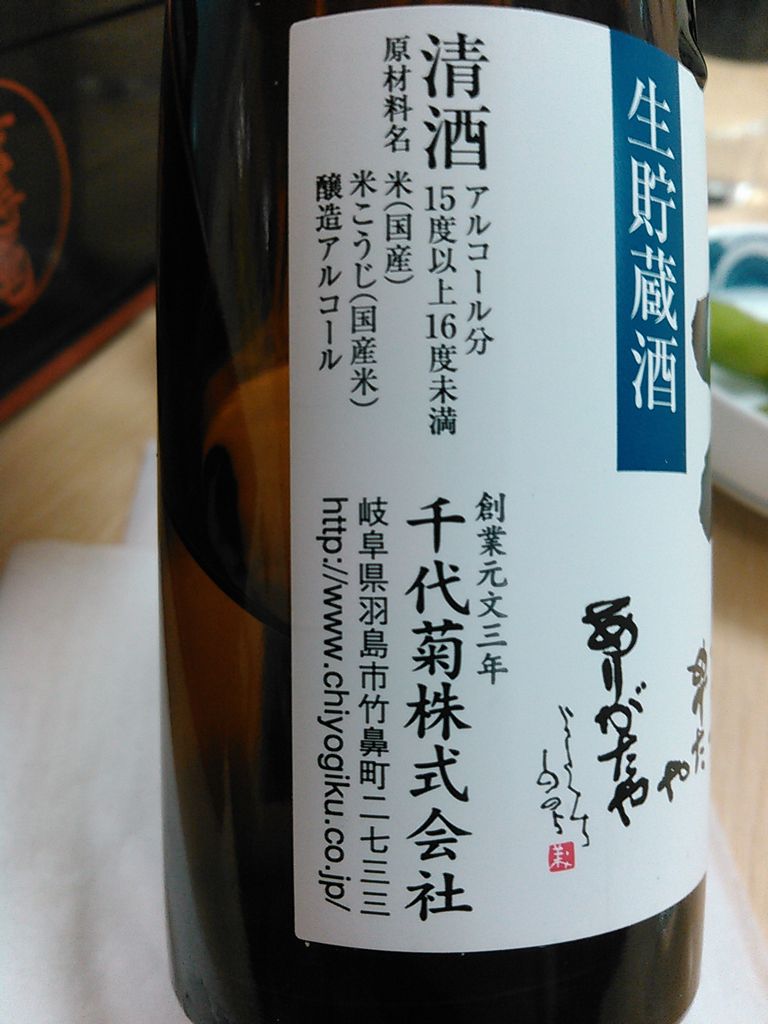 生貯蔵酒
ありがたや
清酒
アルコール分
15度以上16度未満
原材料名
米(国産)
米こうじ(国産米)
醸造アルコール
創業元文三年
千代菊株式会社
岐阜県羽島市竹鼻町二七三三
http://www.chiyogiku.co.jp/